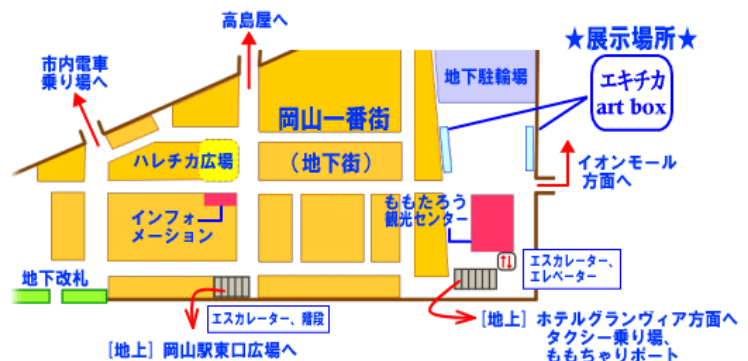 高島屋へ
★展示場所★
市内電車
乗り場へ
地下駐輪場
エキチカ
art box
岡山一番街
ハレチカ広場
（地下街）
イオンモール
方面へ
ももたろう
観光センター
インフォ
メーション
エスカレーター、
エレベーター
地下改札
エスカレーター、階段
[地上] ホテルグランヴィア方面へ
タクシー乗り場、
ももちゃりポート
[地上] 岡山駅東口広場へ